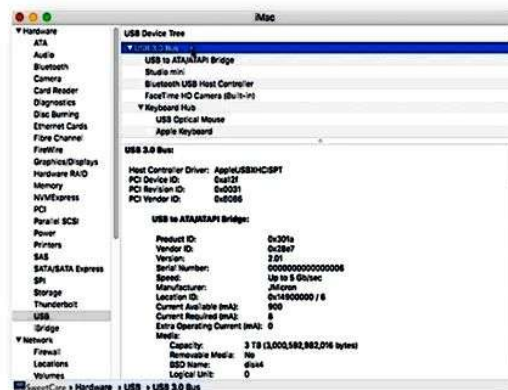 iMac
Hardware
ATA
Audio
Bluetooth
Camera
Card Reader
Diagnostics
Disc Burning
Ethernet Cards
Fibre Channel
FireWire
Graphics/Displays
Hardware RAID
Memory
NVMExpress
PCI
Parallel SCSI
Power
Printers
SAS
SATA/SATA Express
SPI
Storage
Thunderbolt
USB
iBridge
Network
Firewall
Locations
Volumes
USB Device Tree
USB 3.0 Bus
USB to ATA/ATAPI Bridge
Studio mini
Bluetooth USB Host Controller
FaceTime HD Camera (Built-in)
Keyboard Hub
USB Optical Mouse
Apple Keyboard
USB 3.0 Bus:
Host Controller Driver: AppleUSBXHCISPT
PCI Device ID: 0xa12f
PCI Revision ID: 0x0031
PCI Vendor ID: 0x8086
USB to ATA/ATAPI Bridge:
Product ID: 0x301a
Vendor ID: 0x28e7
Version: 2.01
Serial Number: 0000000000000006
Speed: Up to 5 Gb/sec
Manufacturer: JMicron
Location ID: 0x14900000 / 6
Current Available (mA): 900
Current Required (mA): 8
Extra Operating Current (mA): 0
Media:
Capacity: 3 TB (3,000,592,982,016 bytes)
Removable Media: No
BSD Name: disk4
Logical Unit: 0
SweetCare › Hardware › USB › USB 3.0 Bus